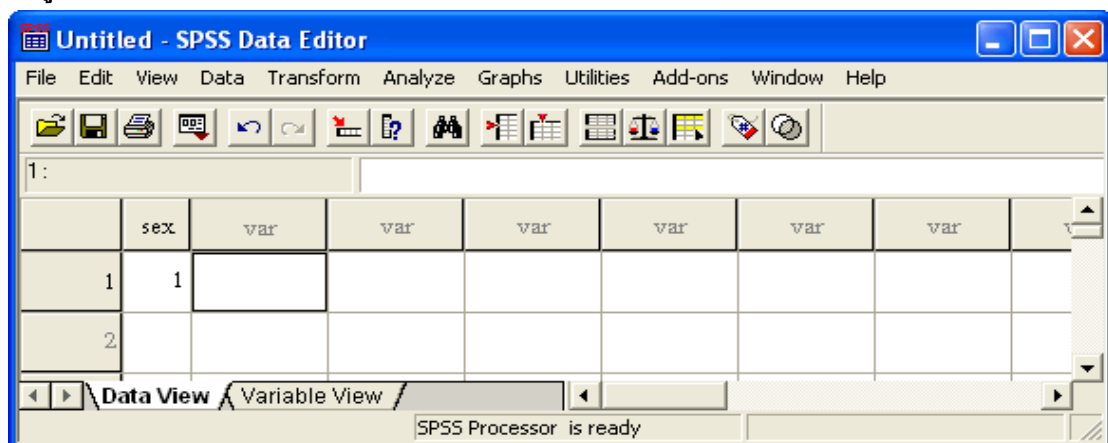 SPSS
Untitled - SPSS Data Editor
File Edit View Data Transform Analyze Graphs Utilities Add-ons Window Help
1:
sex var var var var var var
1 1
2
Data View Variable View
SPSS Processor is ready